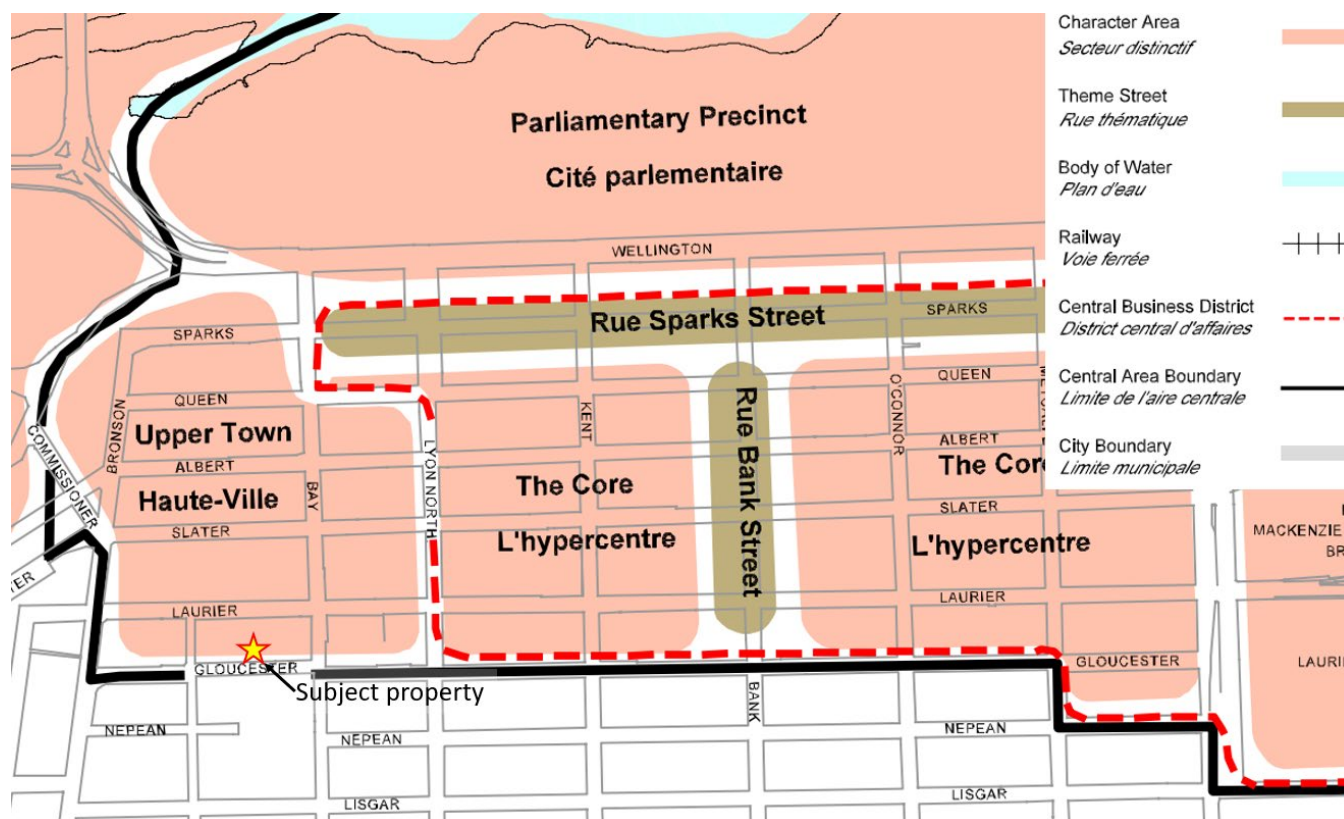 Character Area
Secteur distinctif
Theme Street
Rue thématique
Body of Water
Plan d'eau
Railway
Voie ferrée
Central Business District
District central d'affaires
Central Area Boundary
Limite de l'aire centrale
City Boundary
Limite municipale
Parliamentary Precinct
Cité parlementaire
WELLINGTON
Rue Sparks Street
SPARKS
SPARKS
QUEEN
QUEEN
BRONSON
Upper Town
ALBERT
Haute-Ville
SLATER
BAY
COMMISSIONER
LYON NORTH
KENT
The Core
L'hypercentre
Rue Bank Street
O'CONNOR
ALBERT
The Core
SLATER
L'hypercentre
MACKENZIE
LAURIER
LAURIER
GLOUCESTER
GLOUCESTER
Subject property
BANK
NEPEAN
NEPEAN
NEPEAN
LISGAR
LISGAR